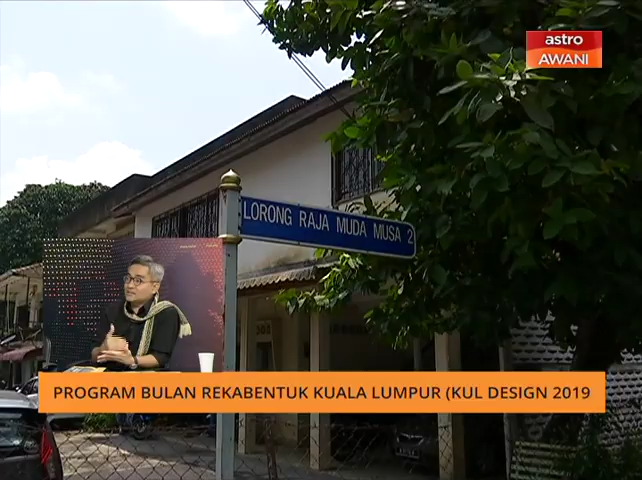 astro
AWANI
LORONG RAJA MUDA MUSA 2
PROGRAM BULAN REKABENTUK KUALA LUMPUR (KUL DESIGN 2019